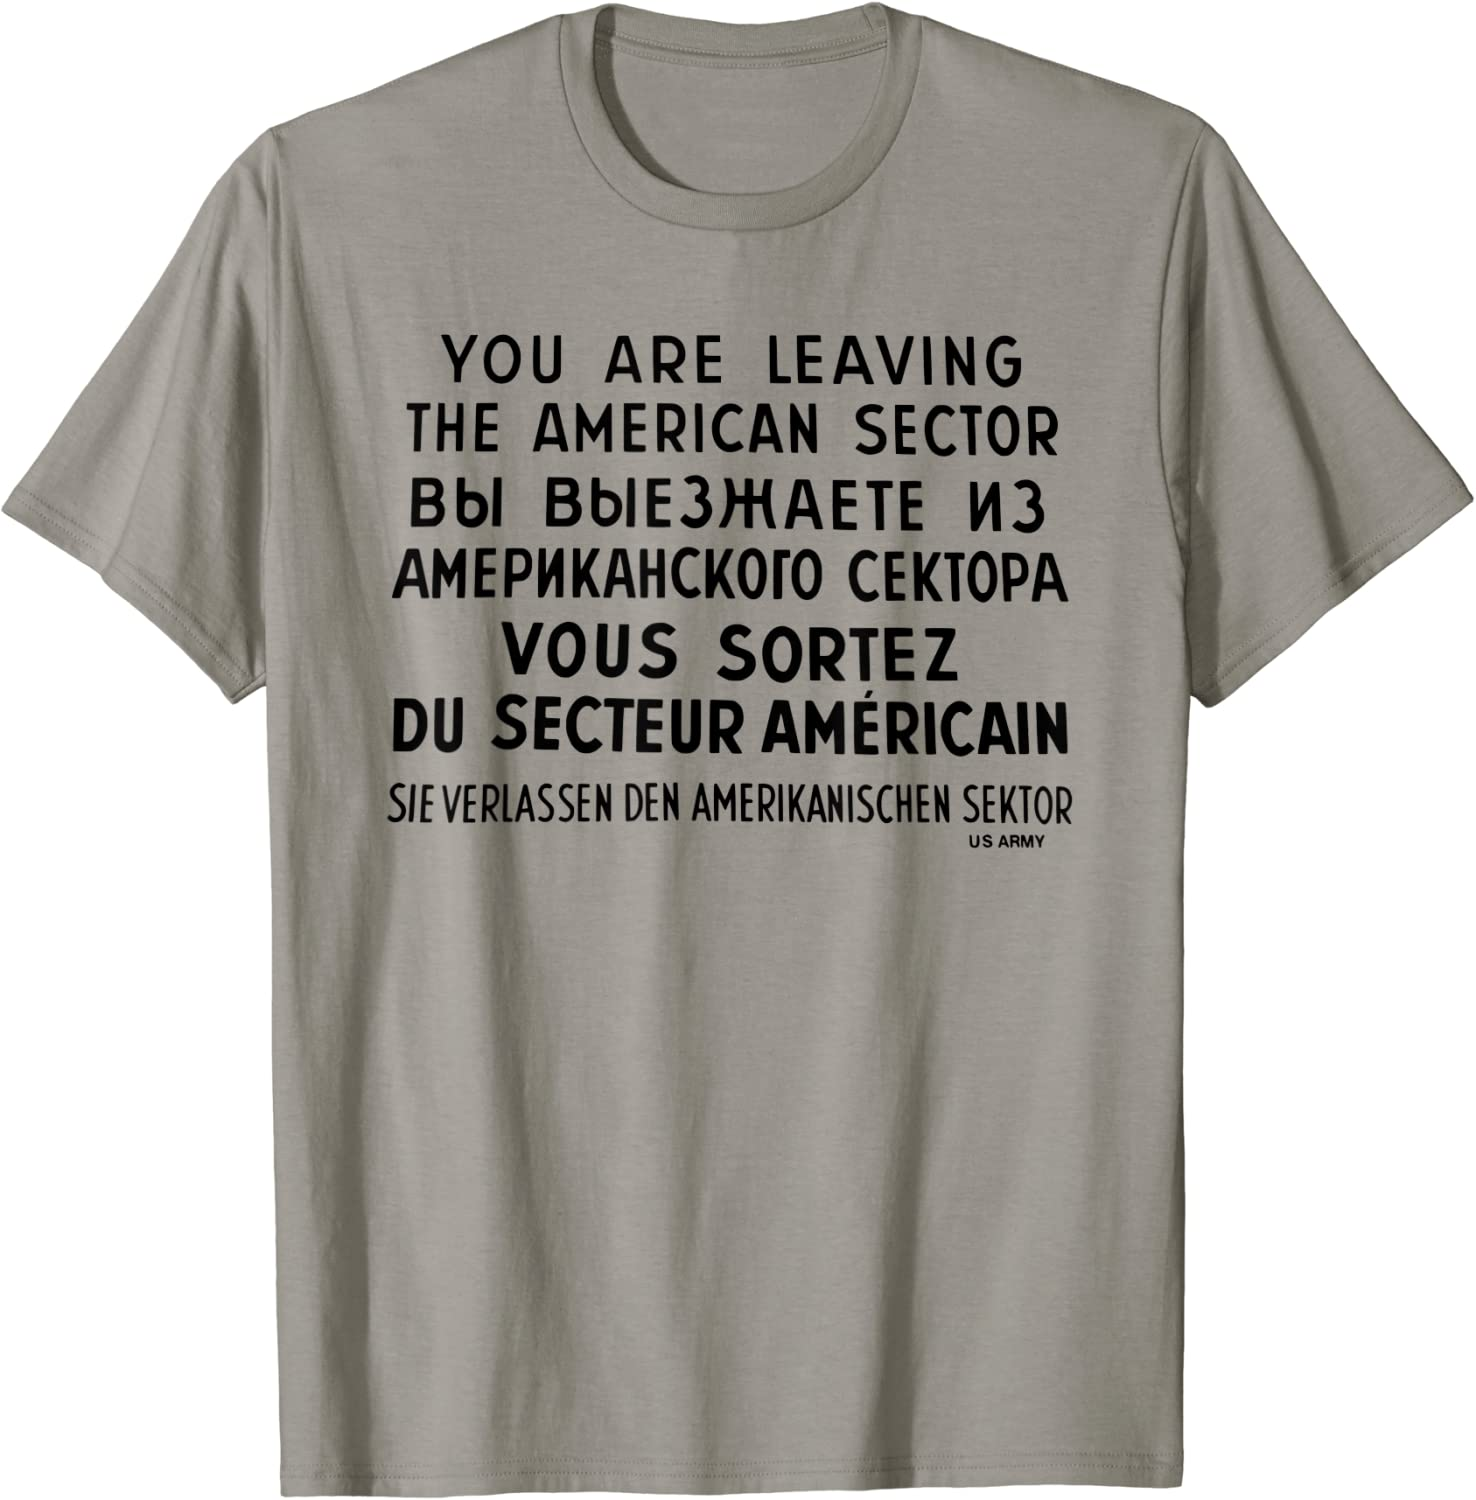 YOU ARE LEAVING
THE AMERICAN SECTOR
ВЫ ВЫЕЗЖАЕТЕ ИЗ
АМЕРИКАНСКОГО СЕКТОРА
VOUS SORTEZ
DU SECTEUR AMÉRICAIN
SIE VERLASSEN DEN AMERIKANISCHEN SEKTOR
US ARMY